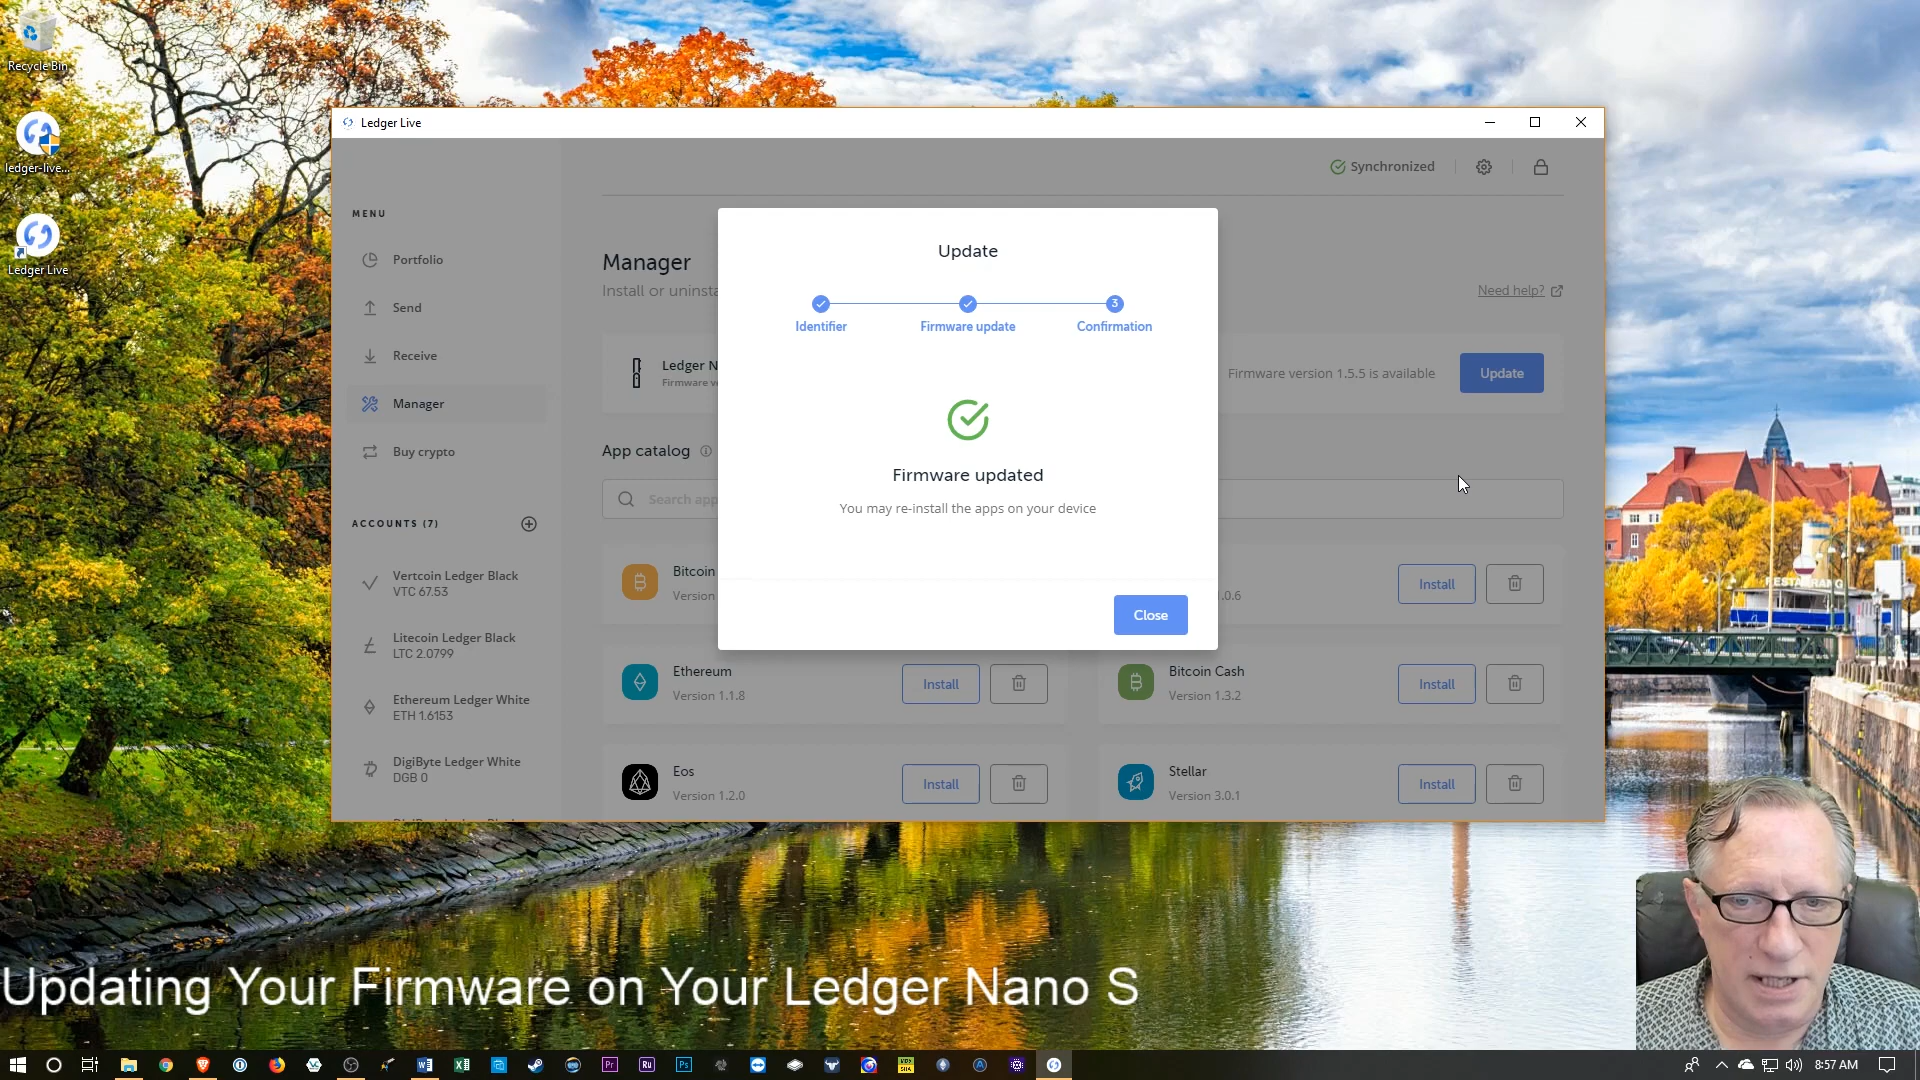 Recycle Bin
ledger-live...
Ledger Live
Ledger Live
Synchronized
MENU
Portfolio
Send
Receive
Manager
Buy crypto
ACCOUNTS (7)
Vertcoin Ledger Black
VTC 67.53
Litecoin Ledger Black
LTC 2.0799
Ethereum Ledger White
ETH 1.6153
DigiByte Ledger White
DGB 0
Manager
Install or uninsta
Need help?
Ledger N
Firmware ve
Firmware version 1.5.5 is available
Update
App catalog
Search app
Bitcoin
Version
.0.6
Install
Ethereum
Version 1.1.8
Install
Bitcoin Cash
Version 1.3.2
Install
Eos
Version 1.2.0
Install
Stellar
Version 3.0.1
Install
Update
3
Identifier
Firmware update
Confirmation
Firmware updated
You may re-install the apps on your device
Close
RESTAURANG
Updating Your Firmware on Your Ledger Nano S
Pr
Ru
Ps
8:57 AM